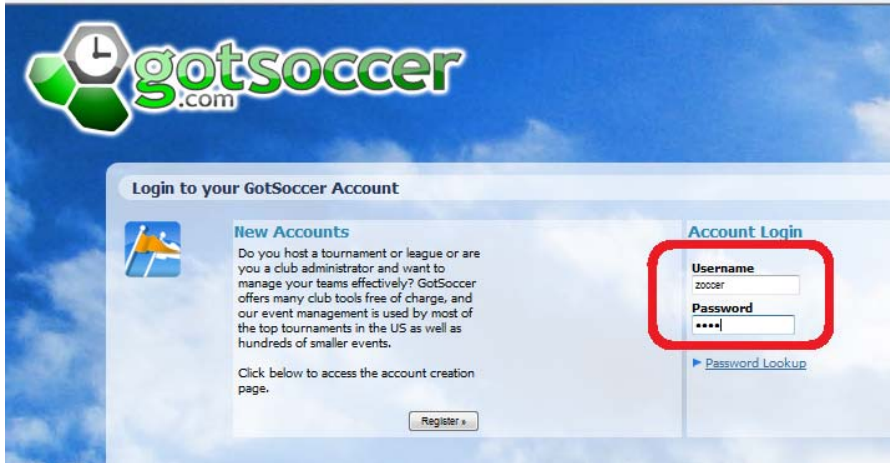 gotsoccer
.com
Login to your GotSoccer Account
New Accounts
Do you host a tournament or league or are
you a club administrator and want to
manage your teams effectively? GotSoccer
offers many club tools free of charge, and
our event management is used by most of
the top tournaments in the US as well as
hundreds of smaller events.
Click below to access the account creation
page.
Register »
Account Login
Username
zoccer
Password
••••
Password Lookup